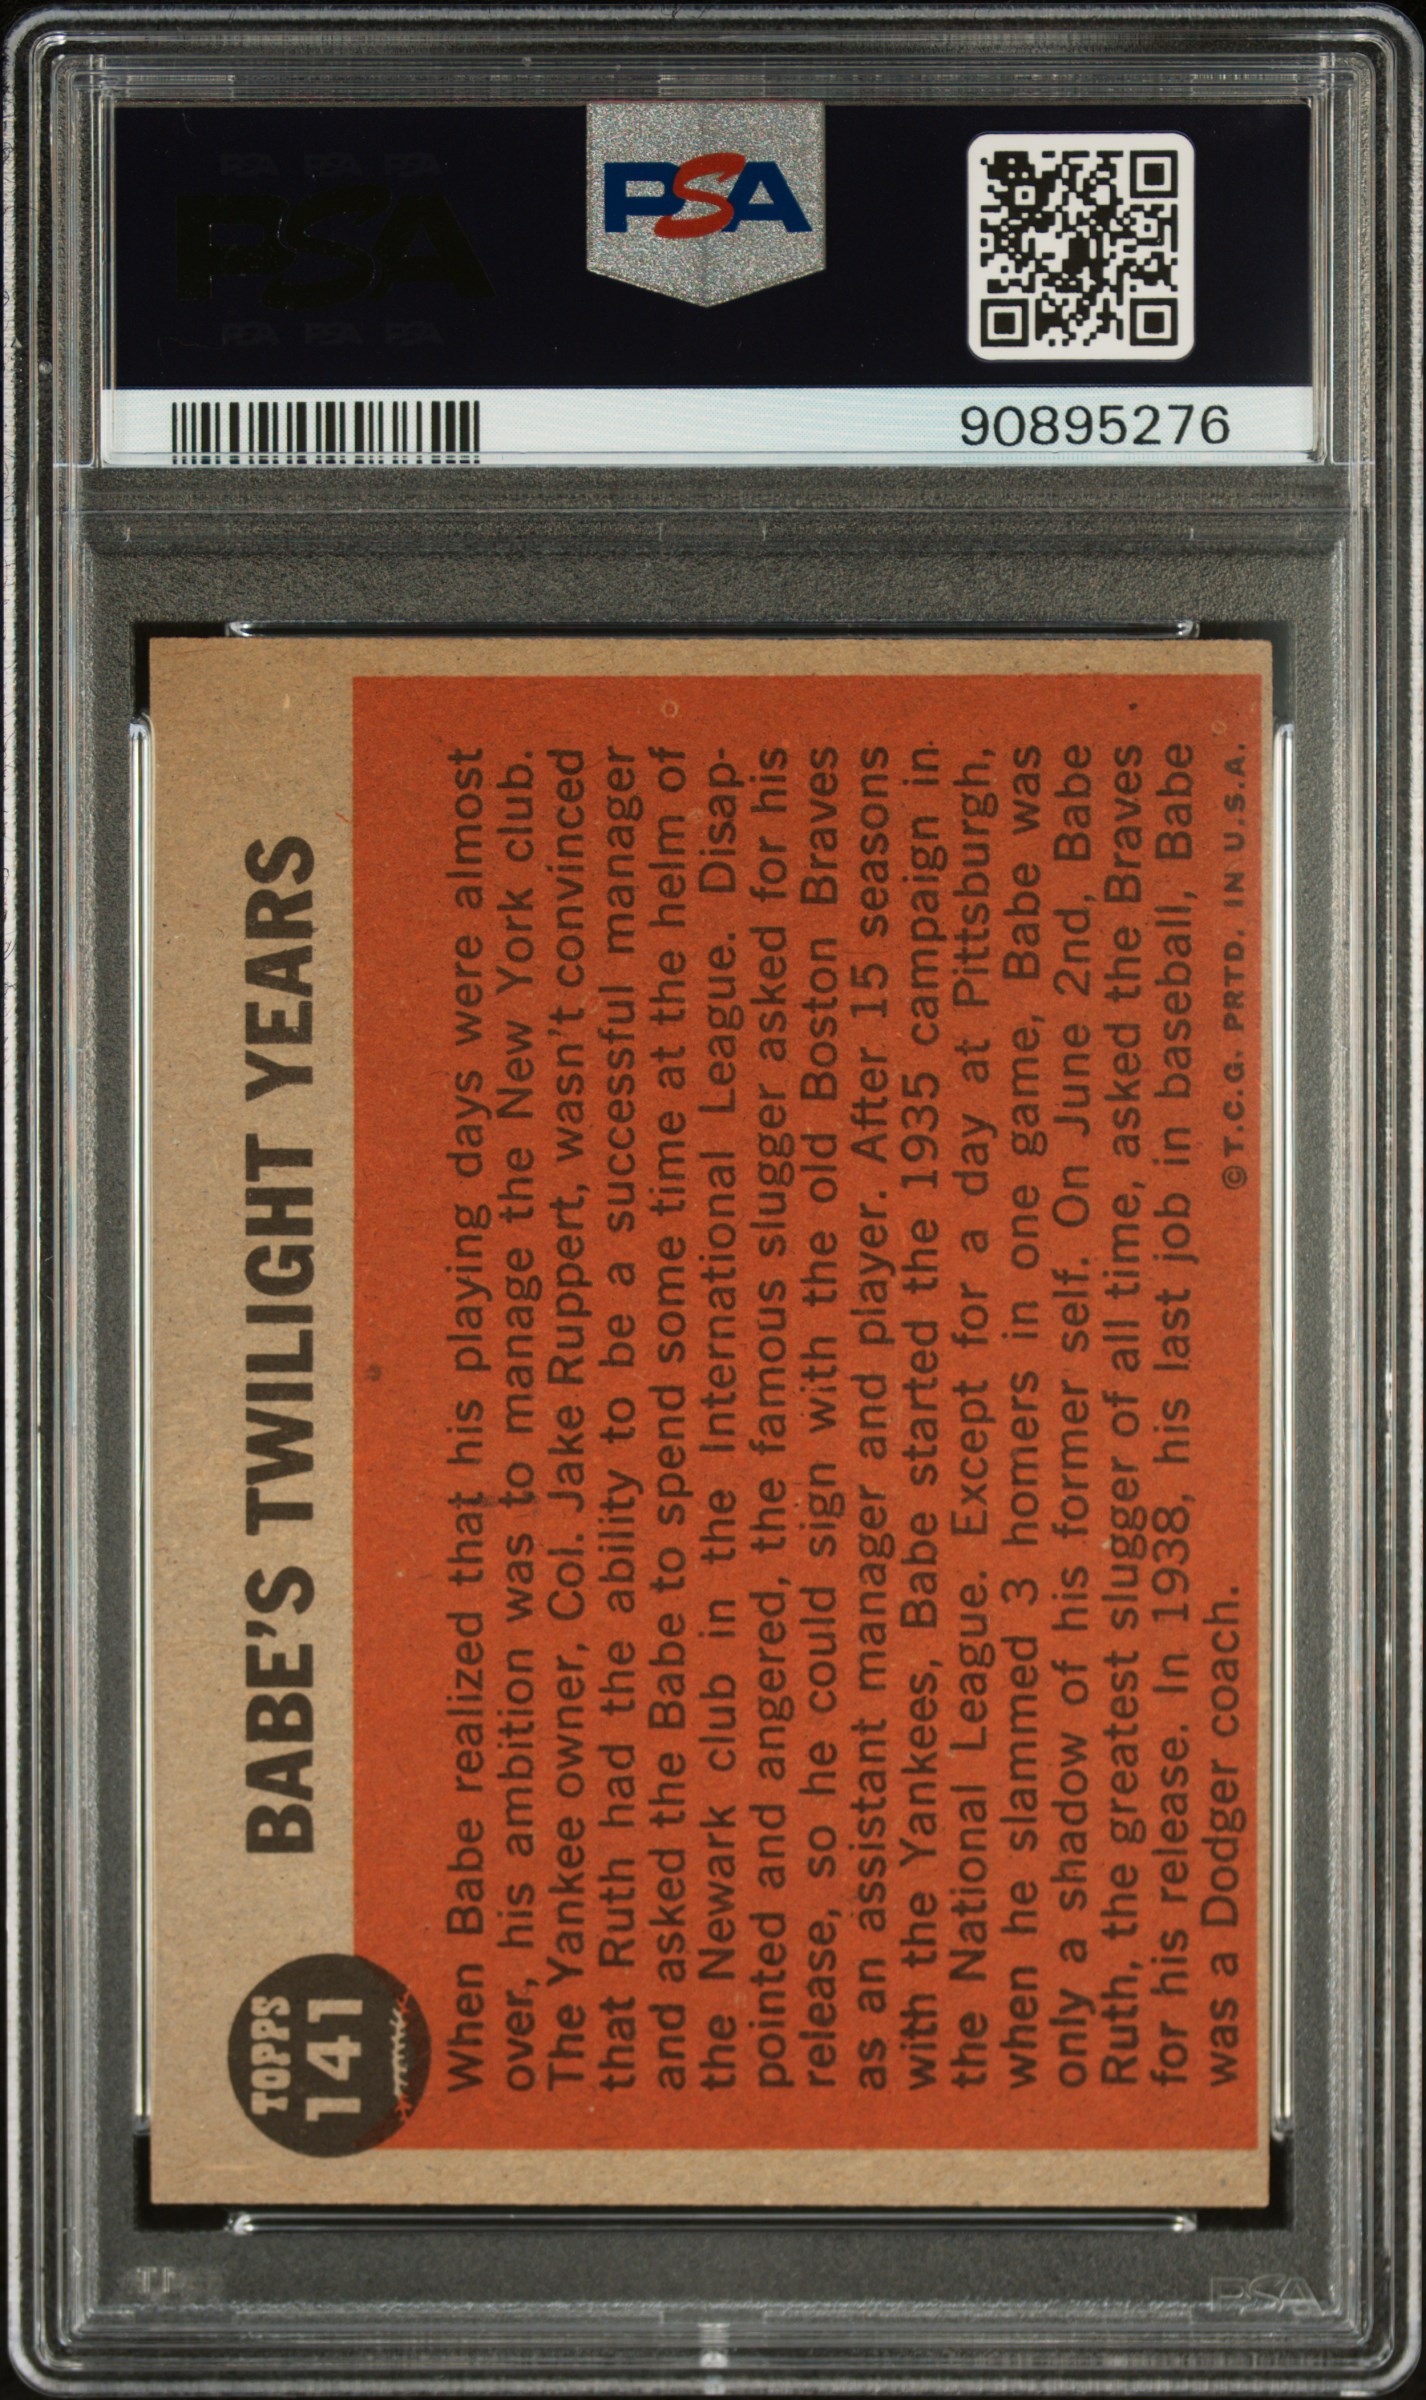 PSA PSA PSA
PSA
PSA PSA PSA
PSA
90895276
TOPPS
141
BABE'S TWILIGHT YEARS
When Babe realized that his playing days were almost
over, his ambition was to manage the New York club.
The Yankee owner, Col. Jake Ruppert, wasn't convinced
that Ruth had the ability to be a successful manager
and asked the Babe to spend some time at the helm of
the Newark club in the International League. Disap-
pointed and angered, the famous slugger asked for his
release, so he could sign with the old Boston Braves
as an assistant manager and player. After 15 seasons
with the Yankees, Babe started the 1935 campaign in
the National League. Except for a day at Pittsburgh,
when he slammed 3 homers in one game, Babe was
only a shadow of his former self. On June 2nd, Babe
Ruth, the greatest slugger of all time, asked the Braves
for his release. In 1938, his last job in baseball, Babe
was a Dodger coach.
© T.C.G. PRTD. IN U.S.A.
PSA